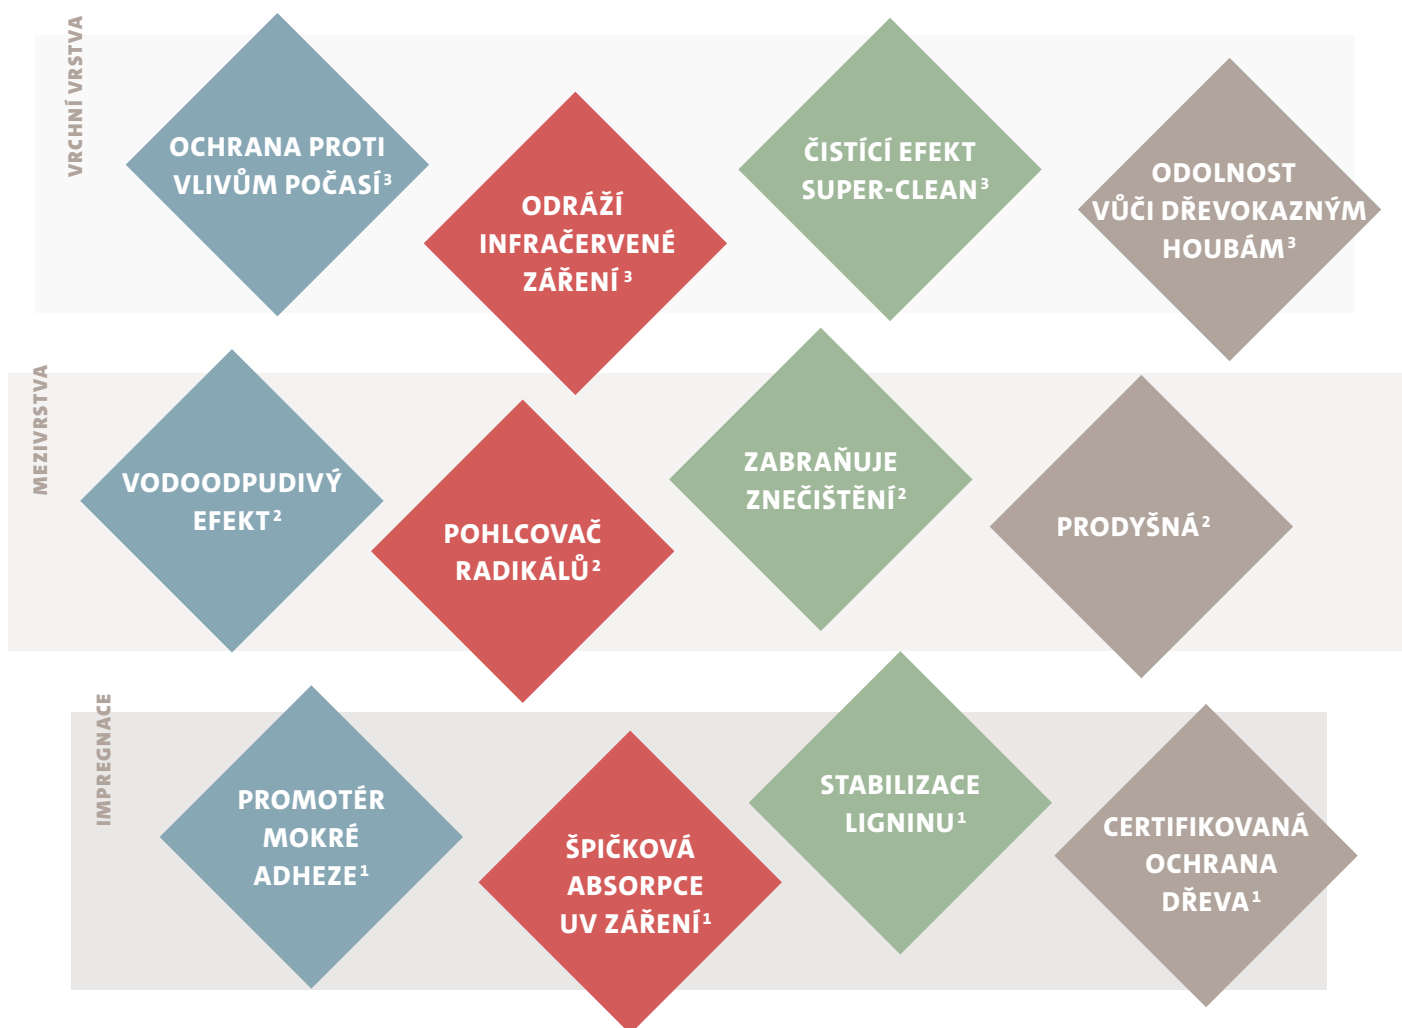 VRCHNÍ VRSTVA
OCHRANA PROTI
VLIVŮM POČASÍ³
ODRÁŽÍ
INFRAČERVENÉ
ZÁŘENÍ³
ČISTÍCÍ EFEKT
SUPER-CLEAN³
ODOLNOST
VŮČI DŘEVOKAZNÝM
HOUBÁM³
MEZIVRSTVA
VODOODPUDIVÝ
EFEKT²
POHLCOVAČ
RADIKÁLŮ²
ZABRAŇUJE
ZNEČIŠTĚNÍ²
PRODYŠNÁ²
IMPREGNACE
PROMOTÉR
MOKRÉ
ADHEZE¹
ŠPIČKOVÁ
ABSORPCE
UV ZÁŘENÍ¹
STABILIZACE
LIGNINU¹
CERTIFIKOVANÁ
OCHRANA
DŘEVA¹